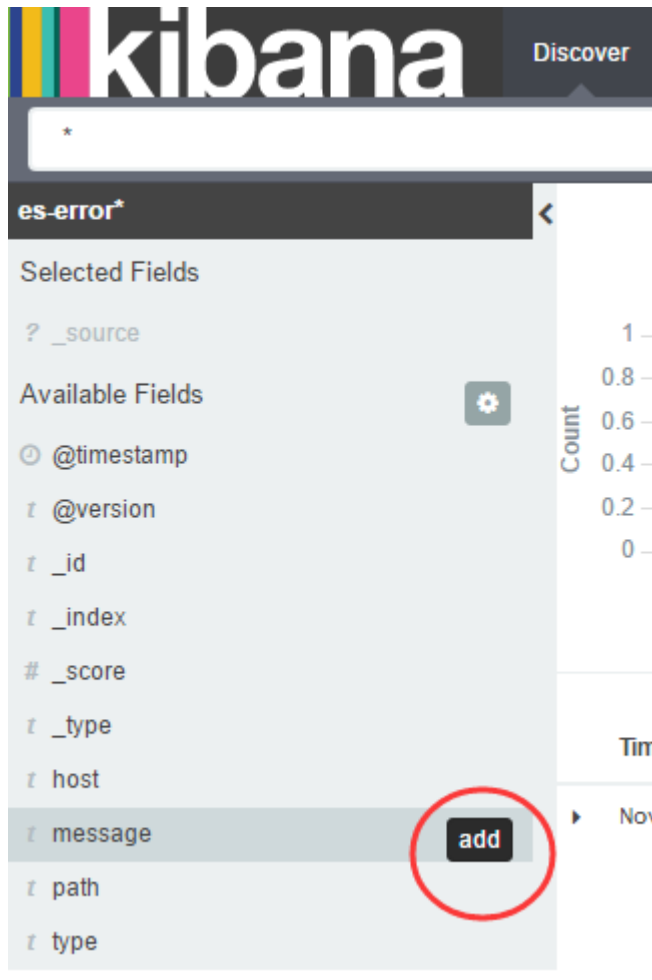 kibana
Discover
*
es-error*
Selected Fields
? _source
Available Fields
@timestamp
t @version
t _id
t _index
# _score
t _type
t host
t message add
t path
t type
Count
1
0.8
0.6
0.4
0.2
0
Tim
Nov